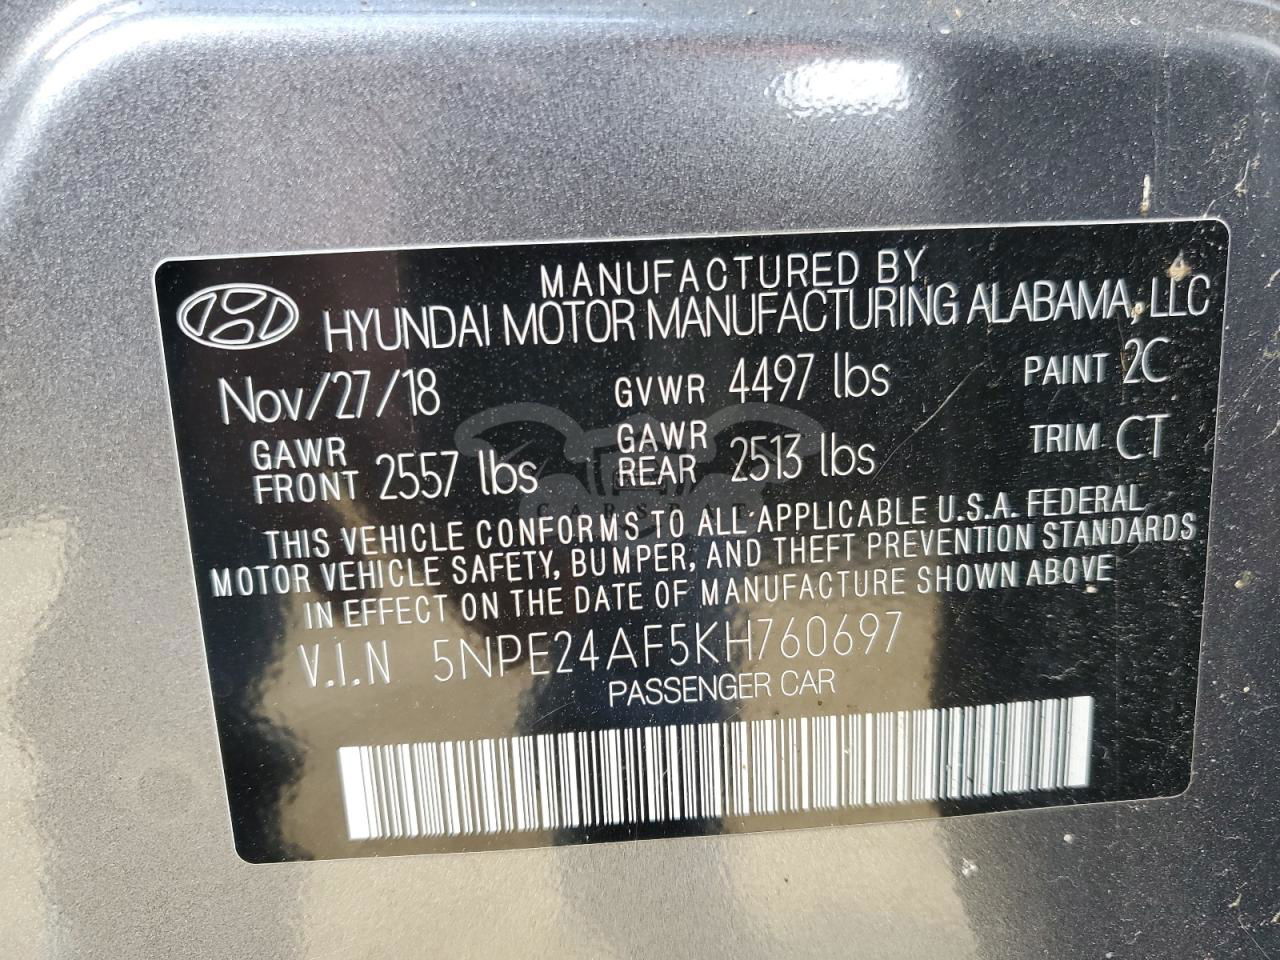 MANUFACTURED BY
HYUNDAI MOTOR MANUFACTURING ALABAMA, LLC
Nov/27/18 GVWR 4497 lbs PAINT 2C
GAWR FRONT 2557 lbs GAWR REAR 2513 lbs TRIM CT
THIS VEHICLE CONFORMS TO ALL APPLICABLE U.S.A. FEDERAL
MOTOR VEHICLE SAFETY, BUMPER, AND THEFT PREVENTION STANDARDS
IN EFFECT ON THE DATE OF MANUFACTURE SHOWN ABOVE
V.I.N 5NPE24AF5KH760697
PASSENGER CAR